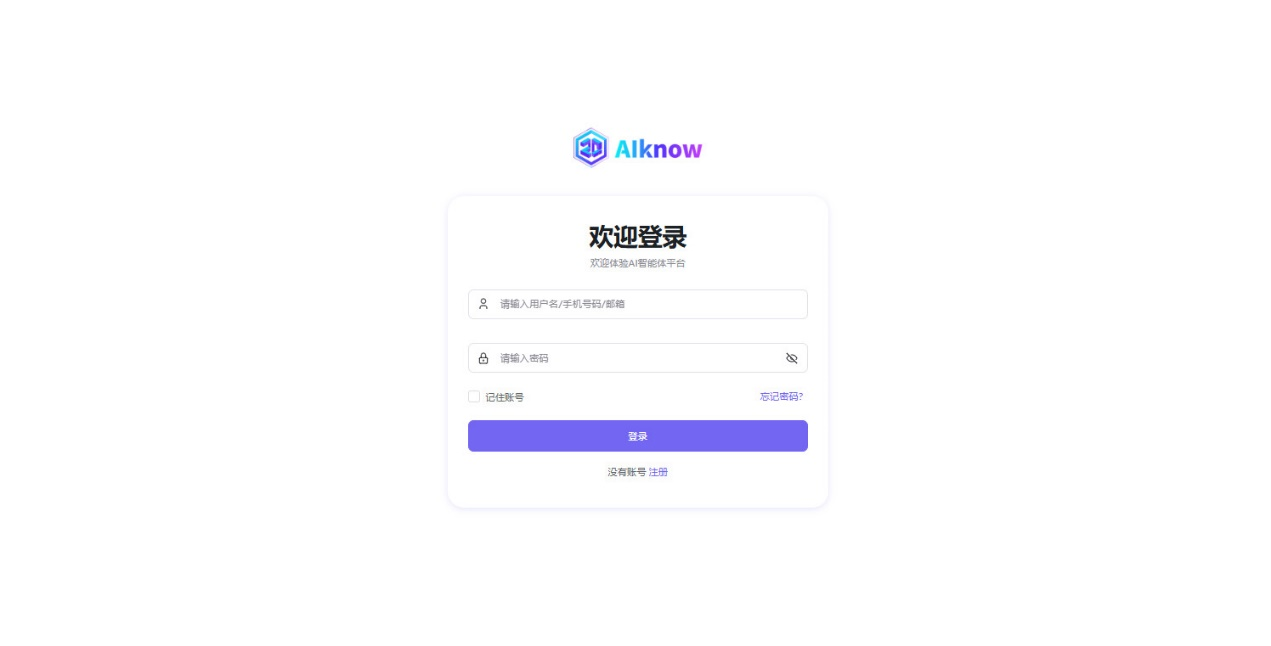 AIknow
欢迎登录
欢迎体验AI智能体平台
请输入用户名/手机号码/邮箱
请输入密码
记住账号 忘记密码?
登录
没有账号 注册